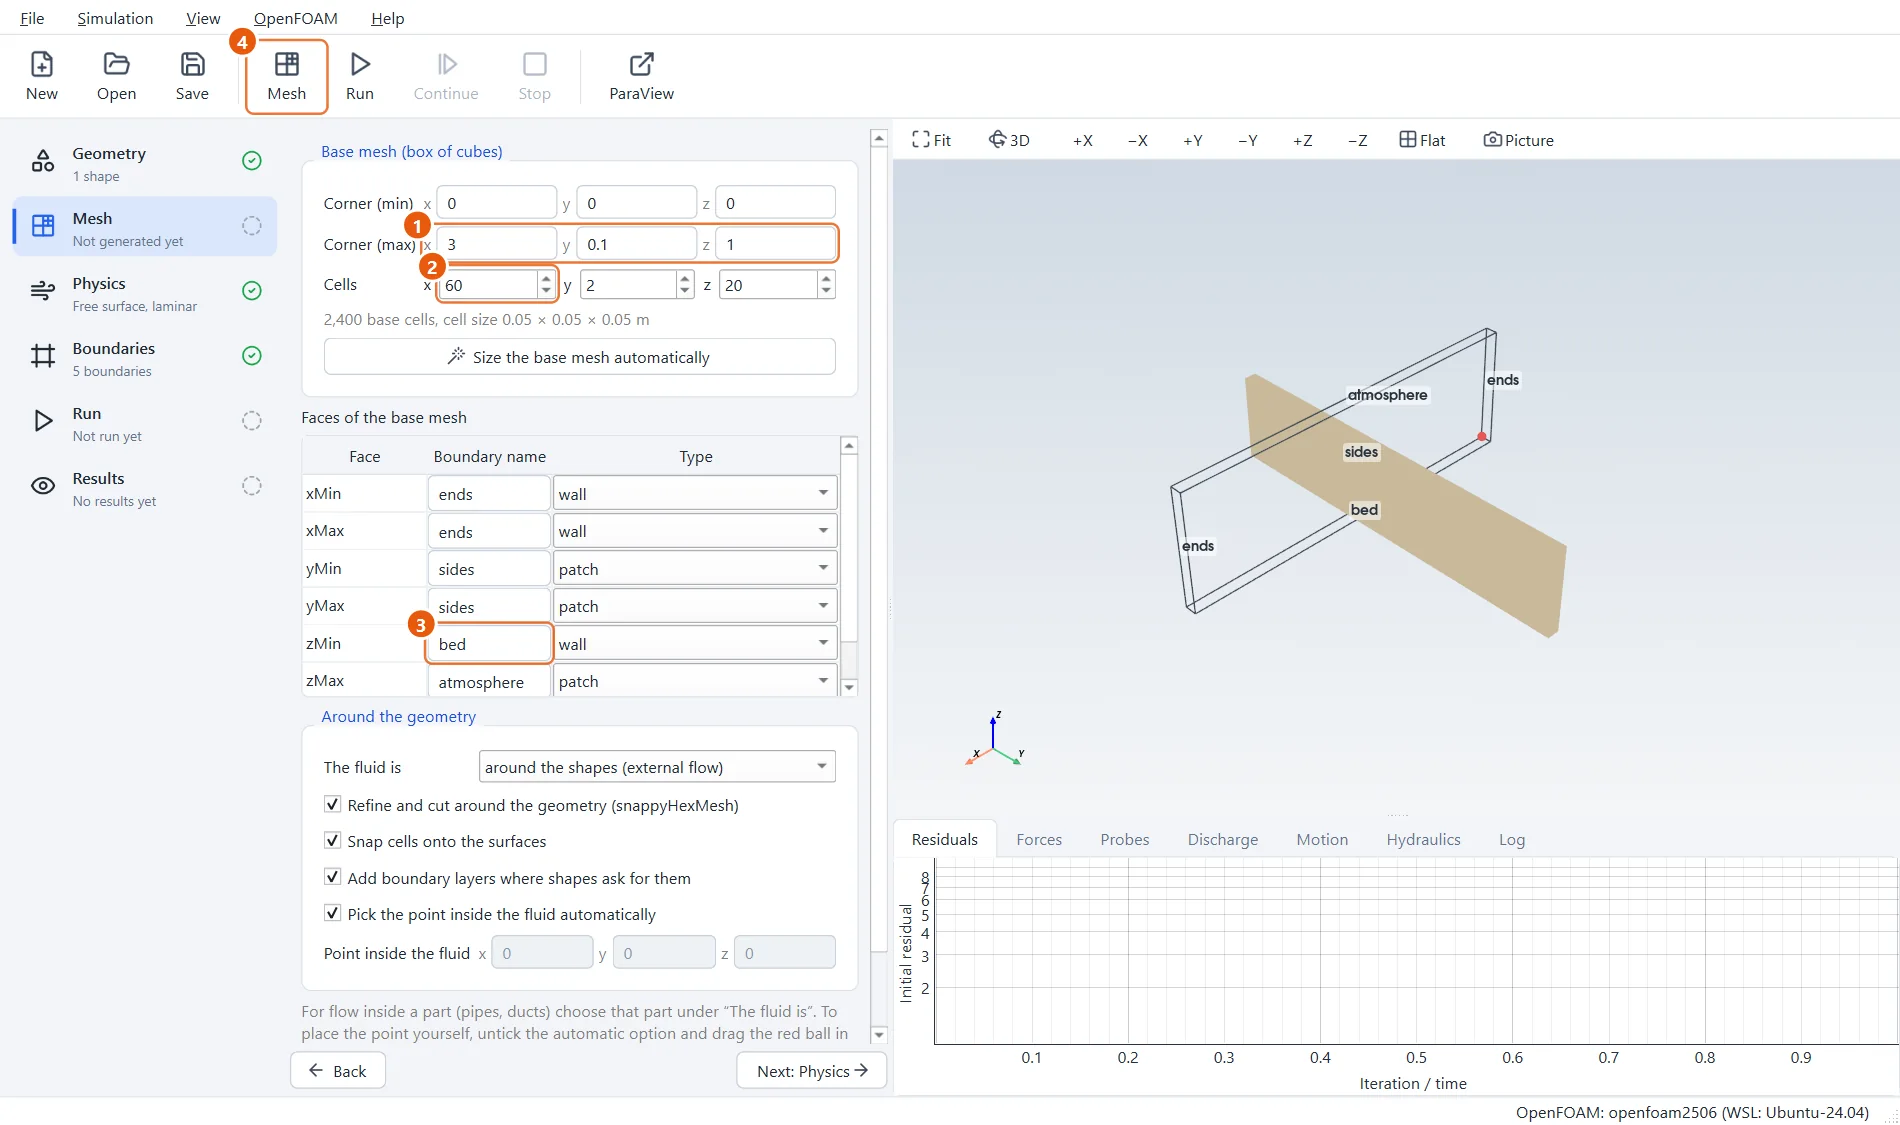 File Simulation View OpenFOAM Help
4
New Open Save Mesh Run Continue Stop ParaView
Geometry
1 shape
Mesh
Not generated yet
Physics
Free surface, laminar
Boundaries
5 boundaries
Run
Not run yet
Results
No results yet
Base mesh (box of cubes)
Corner (min) x 0 y 0 z 0
1
Corner (max) x 3 y 0.1 z 1
2
Cells x 60 y 2 z 20
2,400 base cells, cell size 0.05 × 0.05 × 0.05 m
Size the base mesh automatically
Faces of the base mesh
Face Boundary name Type
xMin ends wall
xMax ends wall
yMin sides patch
yMax sides patch
3
zMin bed wall
zMax atmosphere patch
Around the geometry
The fluid is around the shapes (external flow)
Refine and cut around the geometry (snappyHexMesh)
Snap cells onto the surfaces
Add boundary layers where shapes ask for them
Pick the point inside the fluid automatically
Point inside the fluid x 0 y 0 z 0
For flow inside a part (pipes, ducts) choose that part under “The fluid is”. To
place the point yourself, untick the automatic option and drag the red ball in
Back Next: Physics
Fit 3D +X −X +Y −Y +Z −Z Flat Picture
ends
atmosphere
sides
bed
ends
Z
X Y
Residuals Forces Probes Discharge Motion Hydraulics Log
Initial residual
8
7
6
5
4
3
2
0.1 0.2 0.3 0.4 0.5 0.6 0.7 0.8 0.9
Iteration / time
OpenFOAM: openfoam2506 (WSL: Ubuntu-24.04)